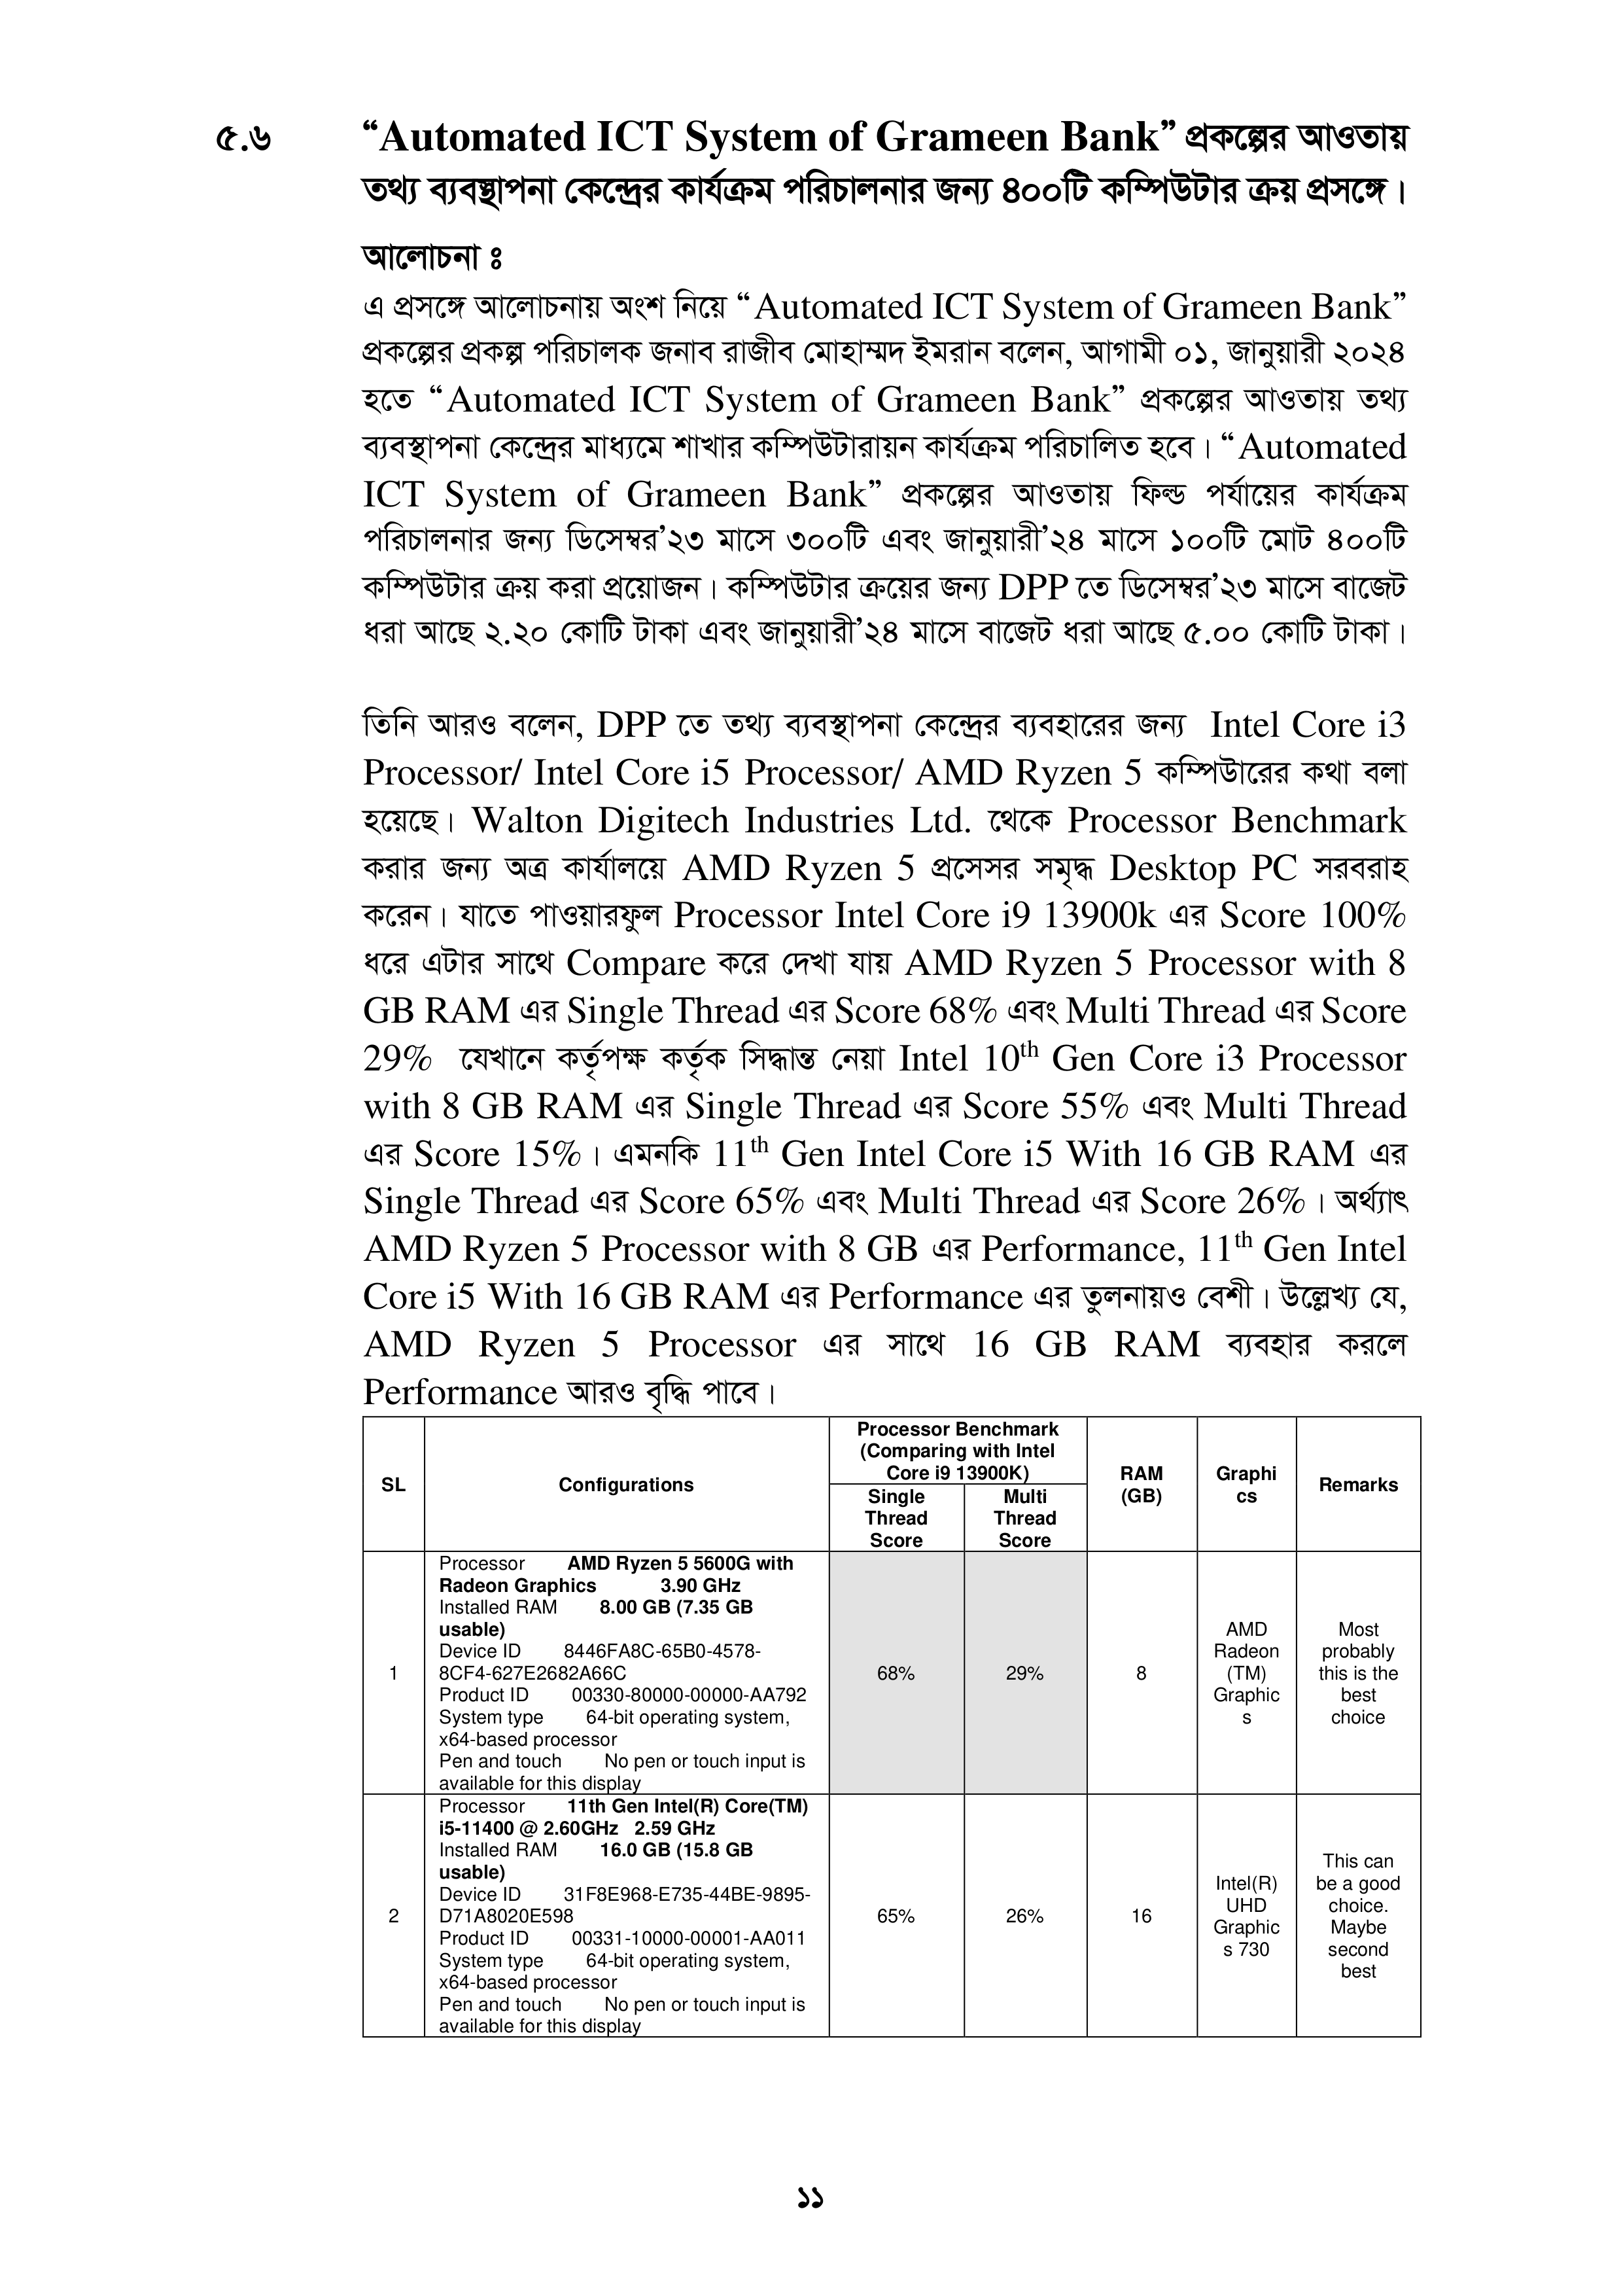 ৫.৬ “Automated ICT System of Grameen Bank” প্রকল্পের আওতায়
তথ্য ব্যবস্থাপনা কেন্দ্রের কার্যক্রম পরিচালনার জন্য ৪০০টি কম্পিউটার ক্রয় প্রসঙ্গে।
আলোচনা ঃ
এ প্রসঙ্গে আলোচনায় অংশ নিয়ে “Automated ICT System of Grameen Bank”
প্রকল্পের প্রকল্প পরিচালক জনাব রাজীব মোহাম্মদ ইমরান বলেন, আগামী ০১, জানুয়ারী ২০২৪
হতে “Automated ICT System of Grameen Bank” প্রকল্পের আওতায় তথ্য
ব্যবস্থাপনা কেন্দ্রের মাধ্যমে শাখার কম্পিউটারায়ন কার্যক্রম পরিচালিত হবে। “Automated
ICT System of Grameen Bank” প্রকল্পের আওতায় ফিল্ড পর্যায়ের কার্যক্রম
পরিচালনার জন্য ডিসেম্বর’২৩ মাসে ৩০০টি এবং জানুয়ারী’২৪ মাসে ১০০টি মোট ৪০০টি
কম্পিউটার ক্রয় করা প্রয়োজন। কম্পিউটার ক্রয়ের জন্য DPP তে ডিসেম্বর’২৩ মাসে বাজেট
ধরা আছে ২.২০ কোটি টাকা এবং জানুয়ারী’২৪ মাসে বাজেট ধরা আছে ৫.০০ কোটি টাকা।
তিনি আরও বলেন, DPP তে তথ্য ব্যবস্থাপনা কেন্দ্রের ব্যবহারের জন্য Intel Core i3
Processor/ Intel Core i5 Processor/ AMD Ryzen 5 কম্পিউারের কথা বলা
হয়েছে। Walton Digitech Industries Ltd. থেকে Processor Benchmark
করার জন্য অত্র কার্যালয়ে AMD Ryzen 5 প্রসেসর সমৃদ্ধ Desktop PC সরবরাহ
করেন। যাতে পাওয়ারফুল Processor Intel Core i9 13900k এর Score 100%
ধরে এটার সাথে Compare করে দেখা যায় AMD Ryzen 5 Processor with 8
GB RAM এর Single Thread এর Score 68% এবং Multi Thread এর Score
29% যেখানে কর্তৃপক্ষ কর্তৃক সিদ্ধান্ত নেয়া Intel 10th Gen Core i3 Processor
with 8 GB RAM এর Single Thread এর Score 55% এবং Multi Thread
এর Score 15%। এমনকি 11th Gen Intel Core i5 With 16 GB RAM এর
Single Thread এর Score 65% এবং Multi Thread এর Score 26%। অর্থ্যাৎ
AMD Ryzen 5 Processor with 8 GB এর Performance, 11th Gen Intel
Core i5 With 16 GB RAM এর Performance এর তুলনায়ও বেশী। উল্লেখ্য যে,
AMD Ryzen 5 Processor এর সাথে 16 GB RAM ব্যবহার করলে
Performance আরও বৃদ্ধি পাবে।
SL
Configurations
Processor Benchmark
(Comparing with Intel
Core i9 13900K)
Single
Thread
Score
Multi
Thread
Score
RAM
(GB)
Graphi
cs
Remarks
1
Processor AMD Ryzen 5 5600G with
Radeon Graphics 3.90 GHz
Installed RAM 8.00 GB (7.35 GB
usable)
Device ID 8446FA8C-65B0-4578-
8CF4-627E2682A66C
Product ID 00330-80000-00000-AA792
System type 64-bit operating system,
x64-based processor
Pen and touch No pen or touch input is
available for this display
68%
29%
8
AMD
Radeon
(TM)
Graphic
s
Most
probably
this is the
best
choice
2
Processor 11th Gen Intel(R) Core(TM)
i5-11400 @ 2.60GHz 2.59 GHz
Installed RAM 16.0 GB (15.8 GB
usable)
Device ID 31F8E968-E735-44BE-9895-
D71A8020E598
Product ID 00331-10000-00001-AA011
System type 64-bit operating system,
x64-based processor
Pen and touch No pen or touch input is
available for this display
65%
26%
16
Intel(R)
UHD
Graphic
s 730
This can
be a good
choice.
Maybe
second
best
১১